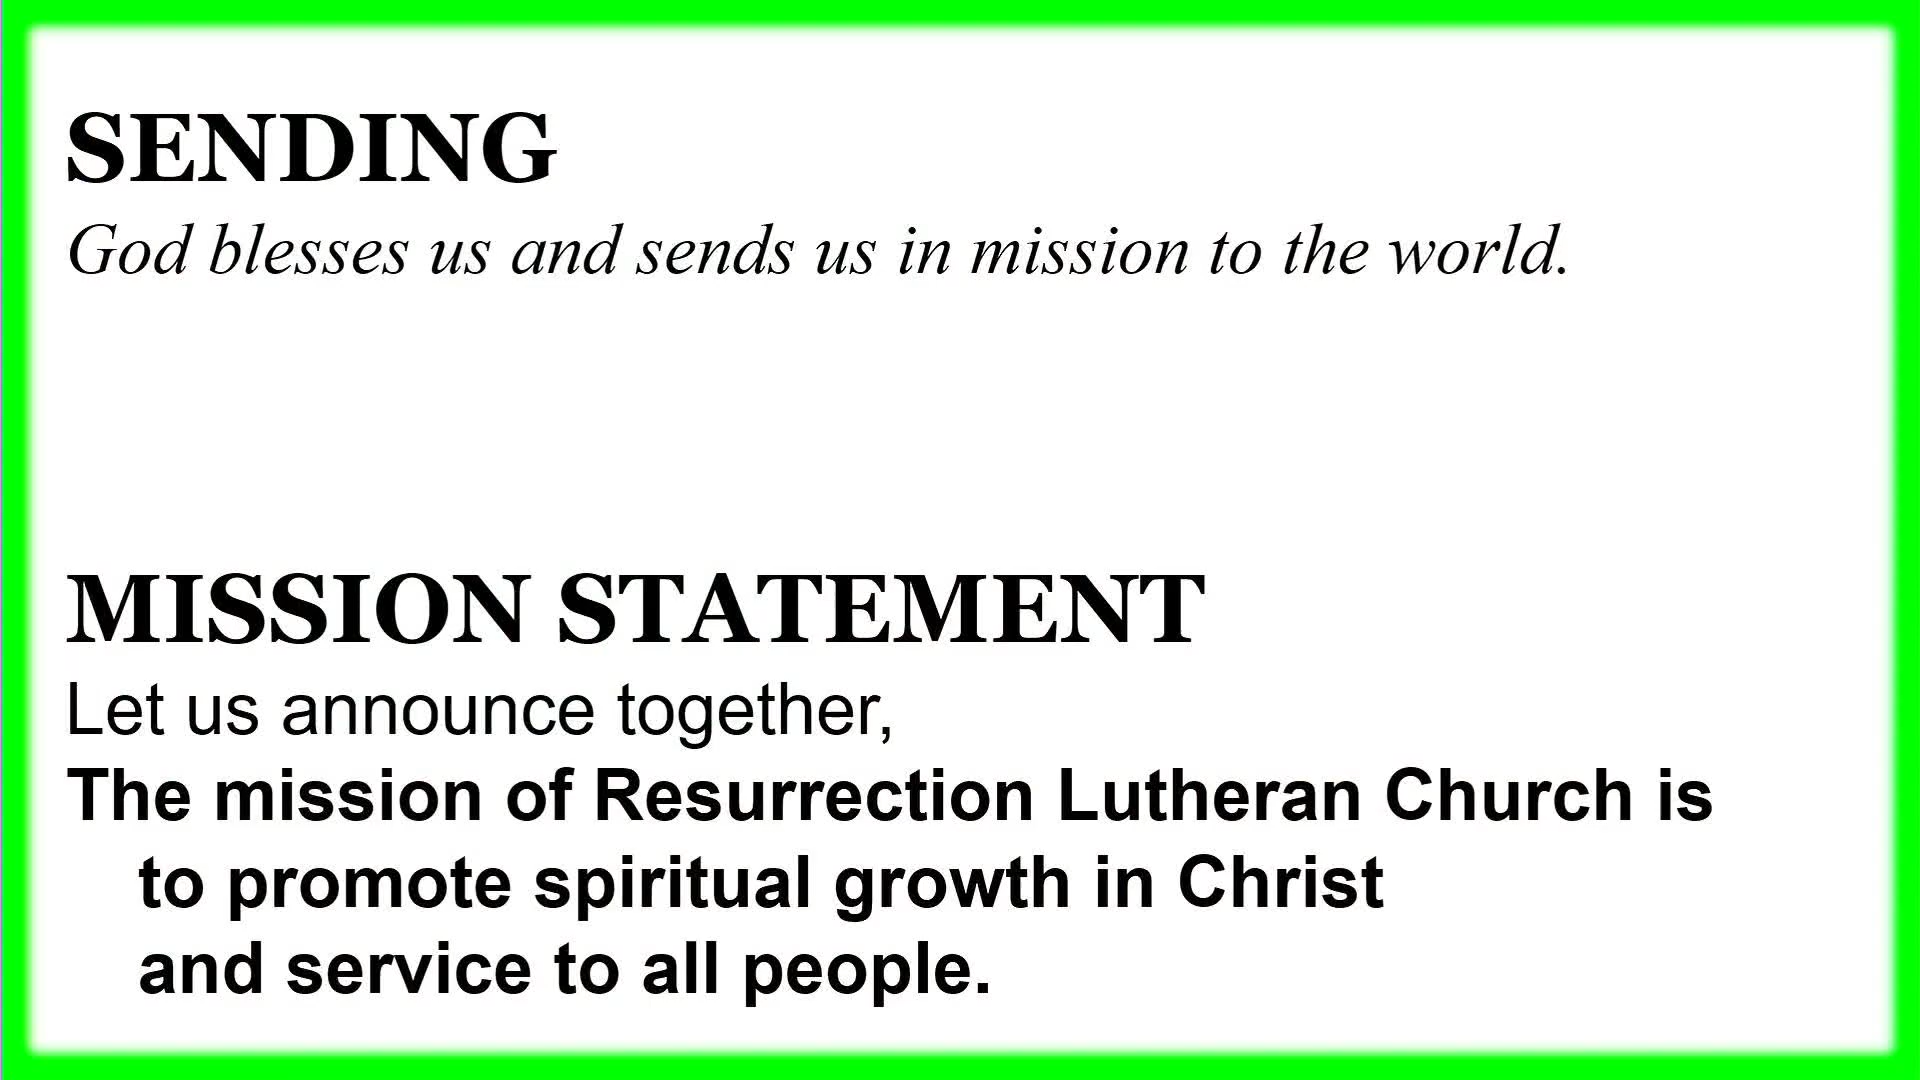 SENDING
God blesses us and sends us in mission to the world.
MISSION STATEMENT
Let us announce together,
The mission of Resurrection Lutheran Church is
to promote spiritual growth in Christ
and service to all people.